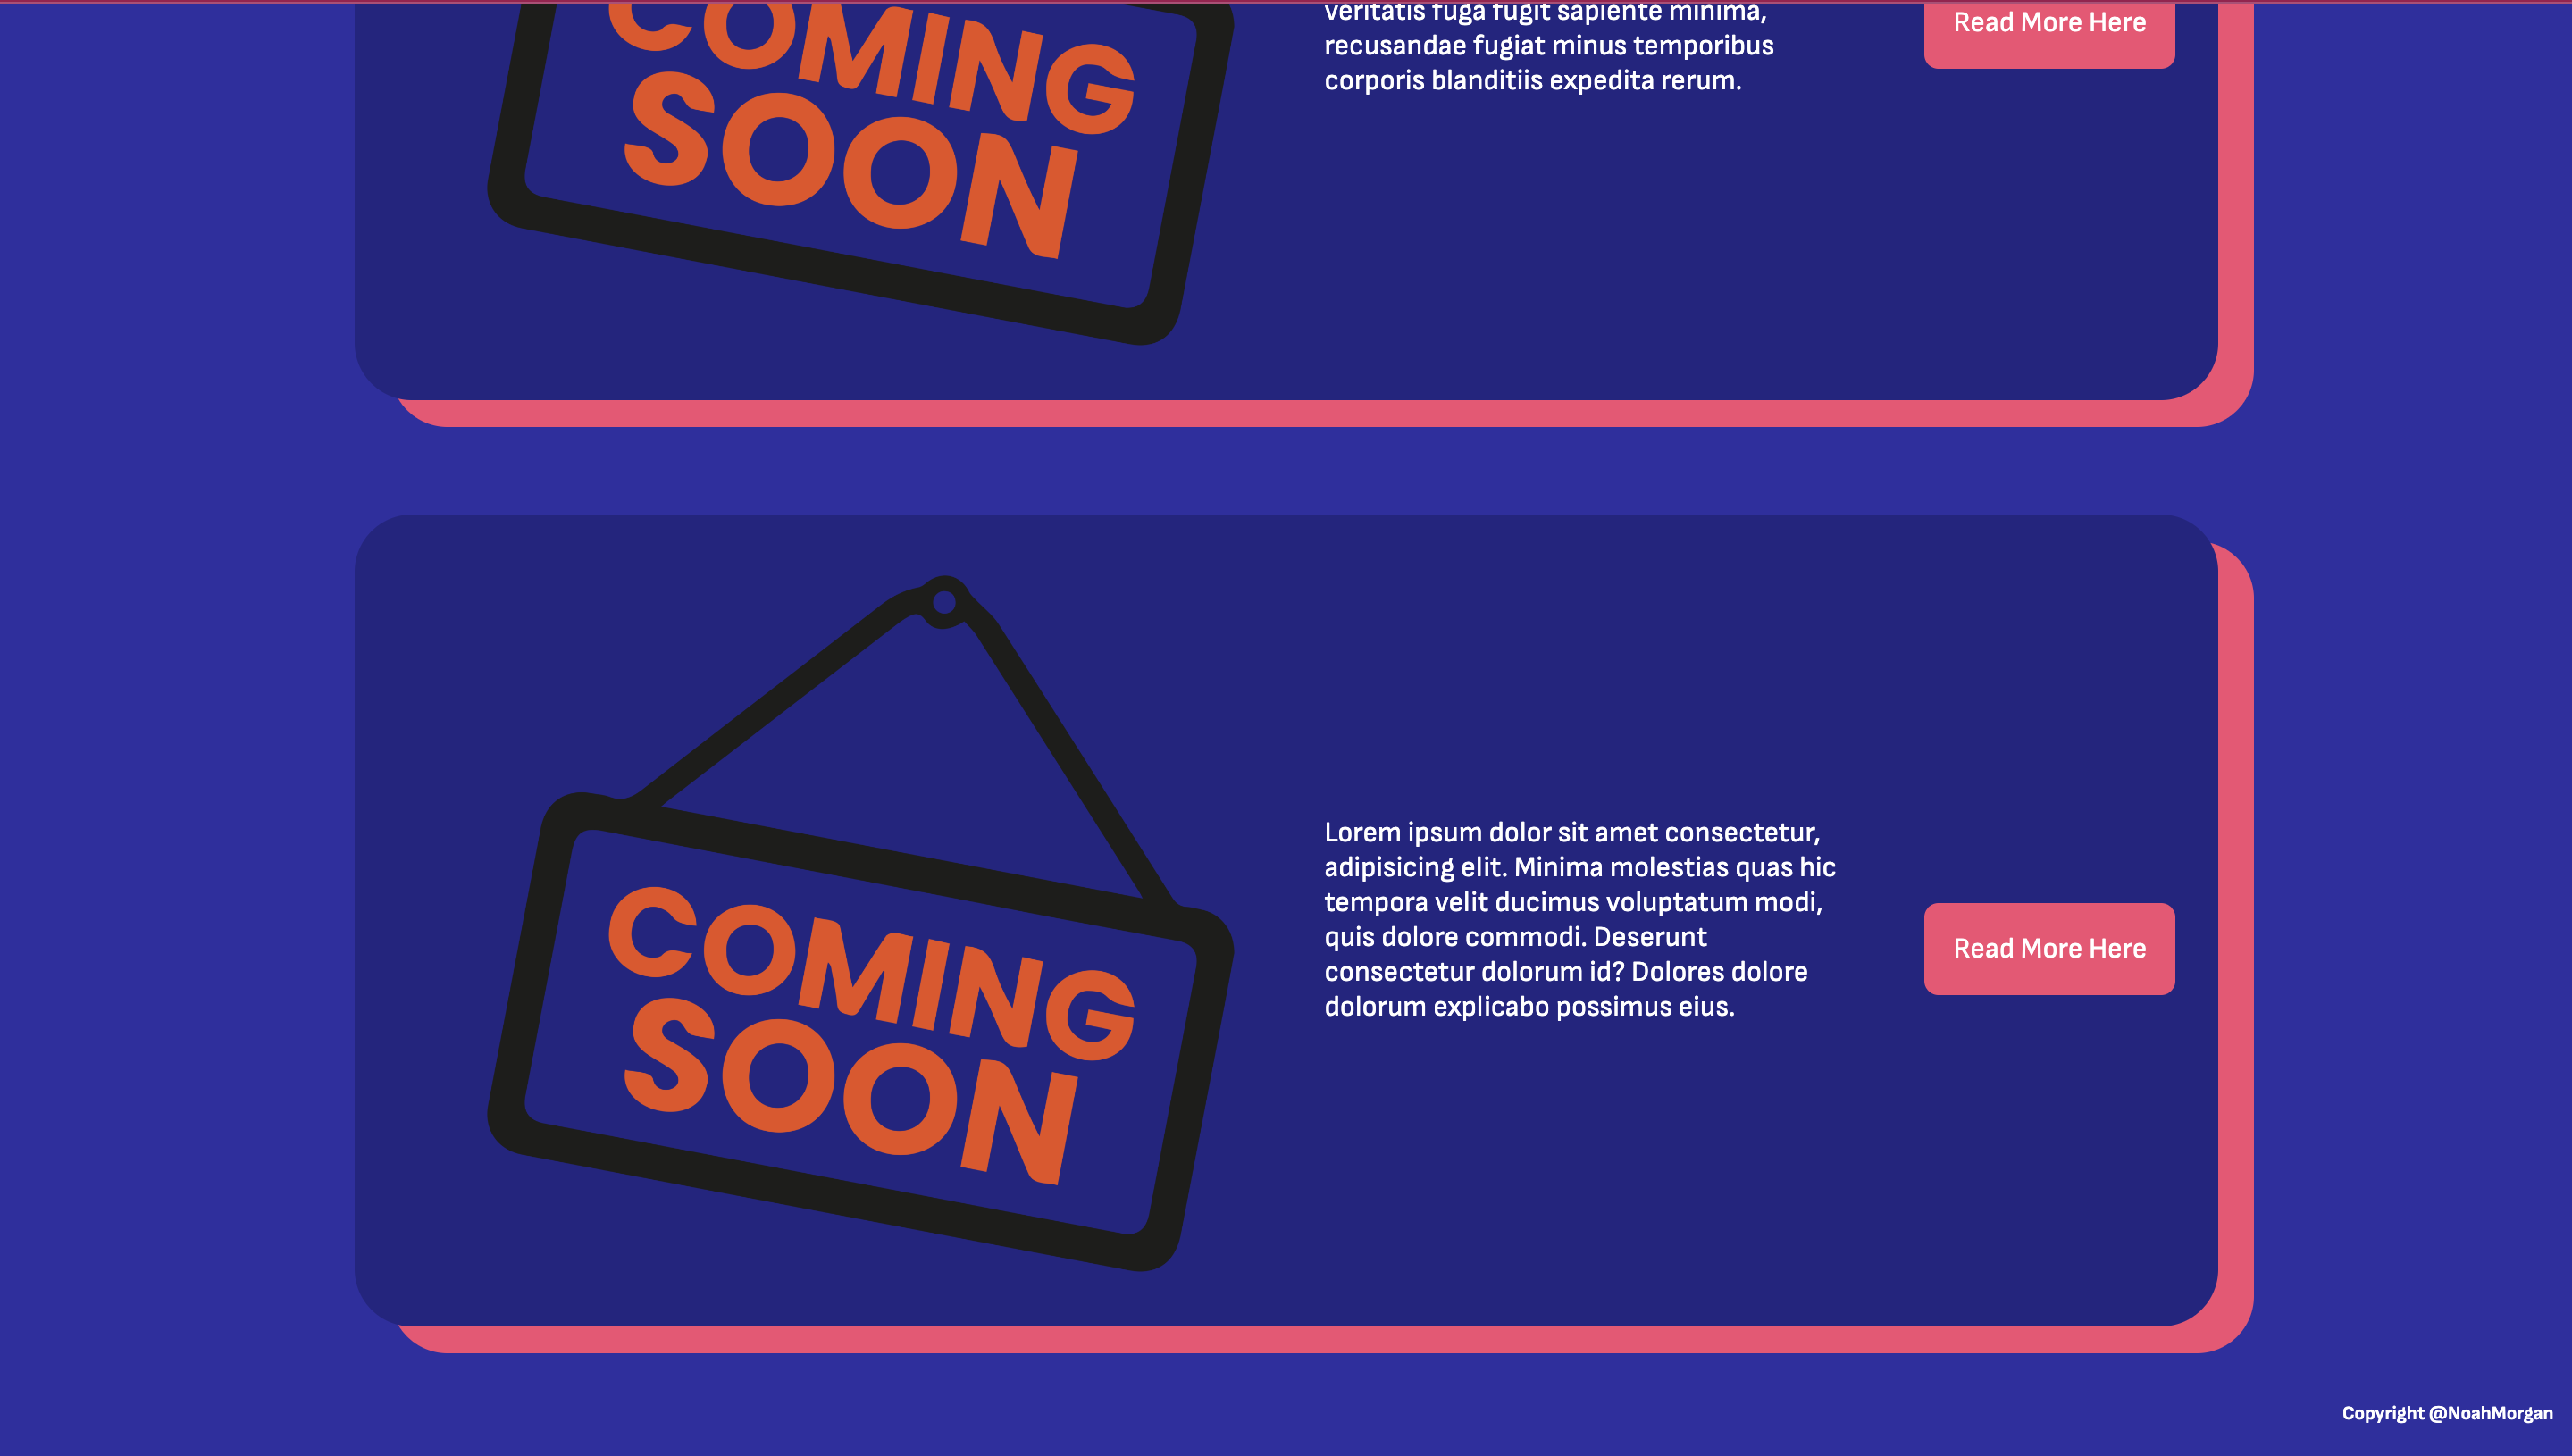 COMING
SOON
veritatis fuga fugit sapiente minima,
recusandae fugiat minus temporibus
corporis blanditiis expedita rerum.
Read More Here
COMING
SOON
Lorem ipsum dolor sit amet consectetur,
adipisicing elit. Minima molestias quas hic
tempora velit ducimus voluptatum modi,
quis dolore commodi. Deserunt
consectetur dolorum id? Dolores dolore
dolorum explicabo possimus eius.
Read More Here
Copyright @NoahMorgan